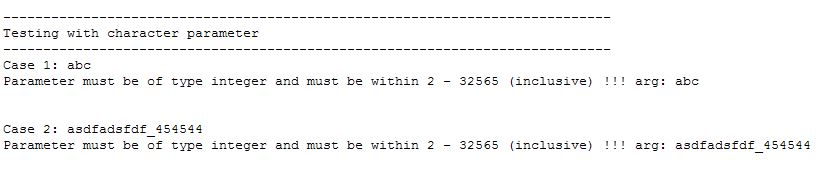 ----------------------------------------------------------------------------
Testing with character parameter
----------------------------------------------------------------------------
Case 1: abc
Parameter must be of type integer and must be within 2 - 32565 (inclusive) !!! arg: abc
Case 2: asdfadsfdf_454544
Parameter must be of type integer and must be within 2 - 32565 (inclusive) !!! arg: asdfadsfdf_454544